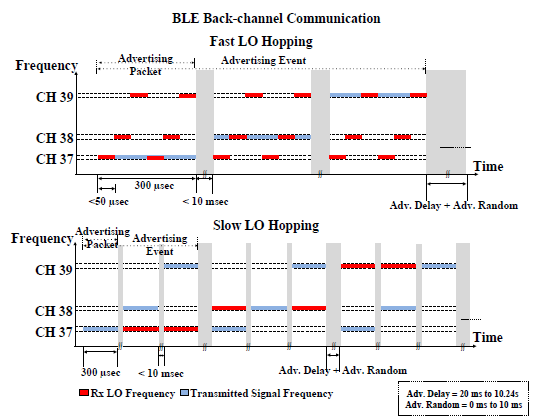 BLE Back-channel Communication
Fast LO Hopping
Frequency
Advertising
Packet
Advertising Event
CH 39
CH 38
CH 37
Time
300 µsec
<50 µsec
< 10 msec
Adv. Delay + Adv. Random
Slow LO Hopping
Frequency
Advertising
Packet
Advertising
Event
CH 39
CH 38
CH 37
Time
300 µsec
< 10 msec
Adv. Delay + Adv. Random
Rx LO Frequency
Transmitted Signal Frequency
Adv. Delay = 20 ms to 10.24s
Adv. Random = 0 ms to 10 ms